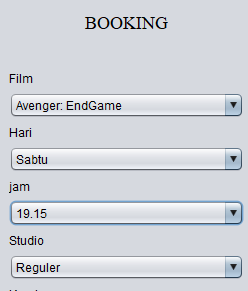 BOOKING
Film
Avenger: EndGame
Hari
Sabtu
jam
19.15
Studio
Reguler